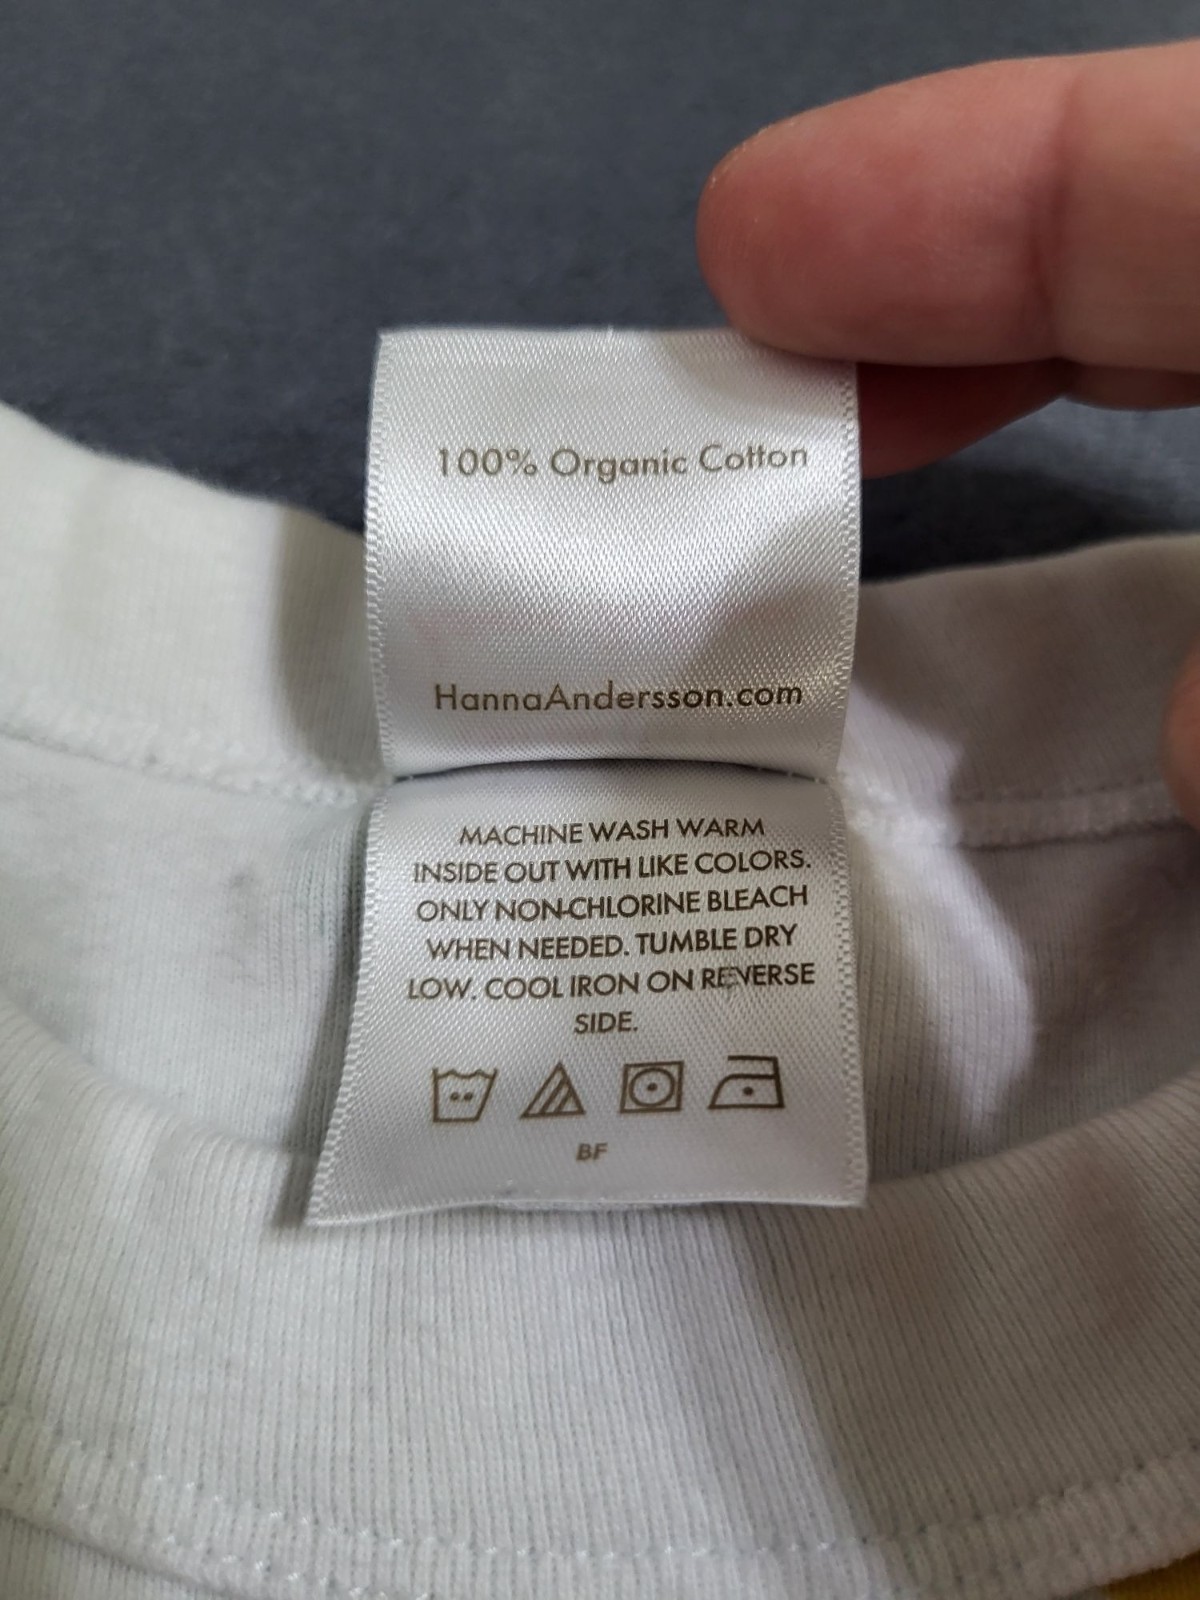 100% Organic Cotton
HannaAndersson.com
MACHINE WASH WARM
INSIDE OUT WITH LIKE COLORS.
ONLY NON-CHLORINE BLEACH
WHEN NEEDED. TUMBLE DRY
LOW. COOL IRON ON REVERSE
SIDE.
BF